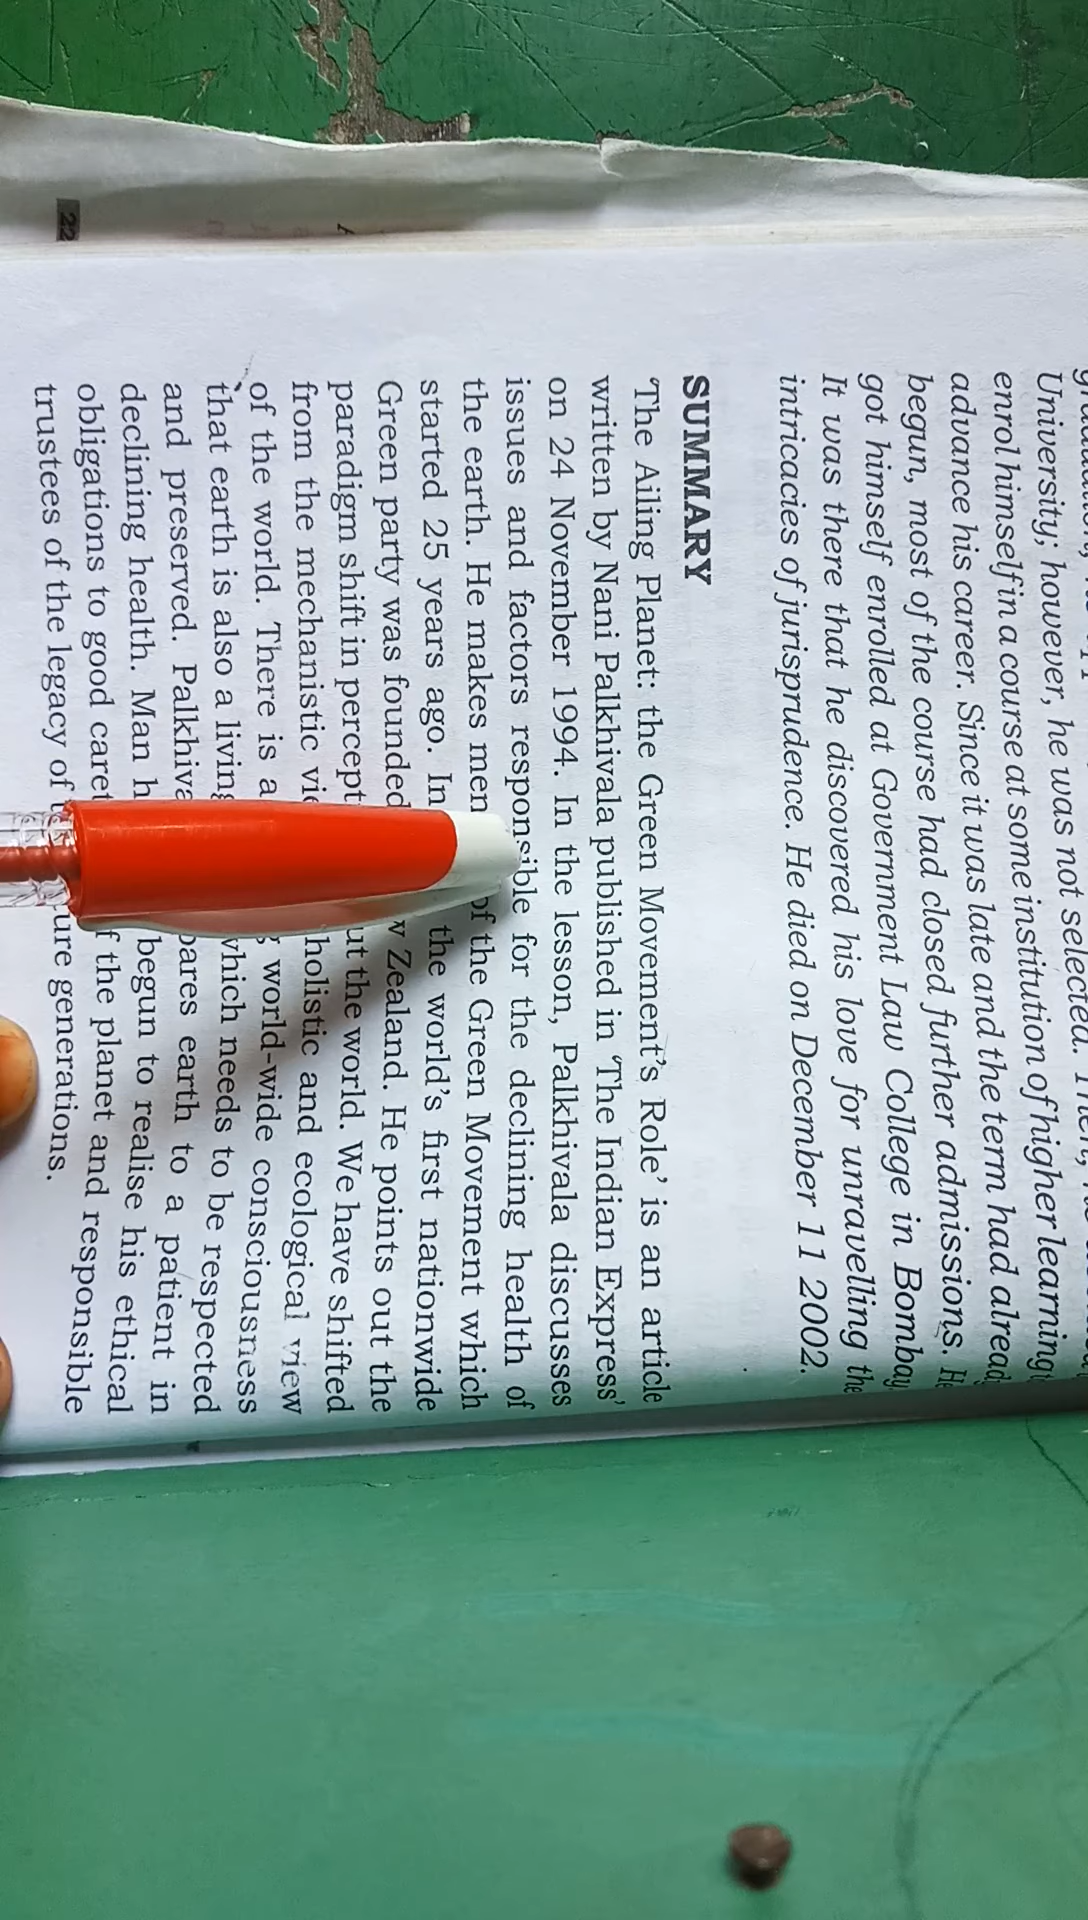 University; however, he was not selected. Then,
enrol himself in a course at some institution of higher learning
advance his career. Since it was late and the term had alread
begun, most of the course had closed further admissions. He
got himself enrolled at Government Law College in Bombay
It was there that he discovered his love for unravelling the
intricacies of jurisprudence. He died on December 11 2002.
SUMMARY
'The Ailing Planet: the Green Movement's Role' is an article
written by Nani Palkhivala published in 'The Indian Express'
on 24 November 1994. In the lesson, Palkhivala discusses
issues and factors responsible for the declining health of
the earth. He makes men of the Green Movement which
started 25 years ago. In the world's first nationwide
Green party was founded Zealand. He points out the
paradigm shift in percept ut the world. We have shifted
from the mechanistic vie holistic and ecological view
of the world. There is a world-wide consciousness
that earth is also a living which needs to be respected
and preserved. Palkhiva pares earth to a patient in
declining health. Man h begun to realise his ethical
obligations to good caret f the planet and responsible
trustees of the legacy of ure generations.
22